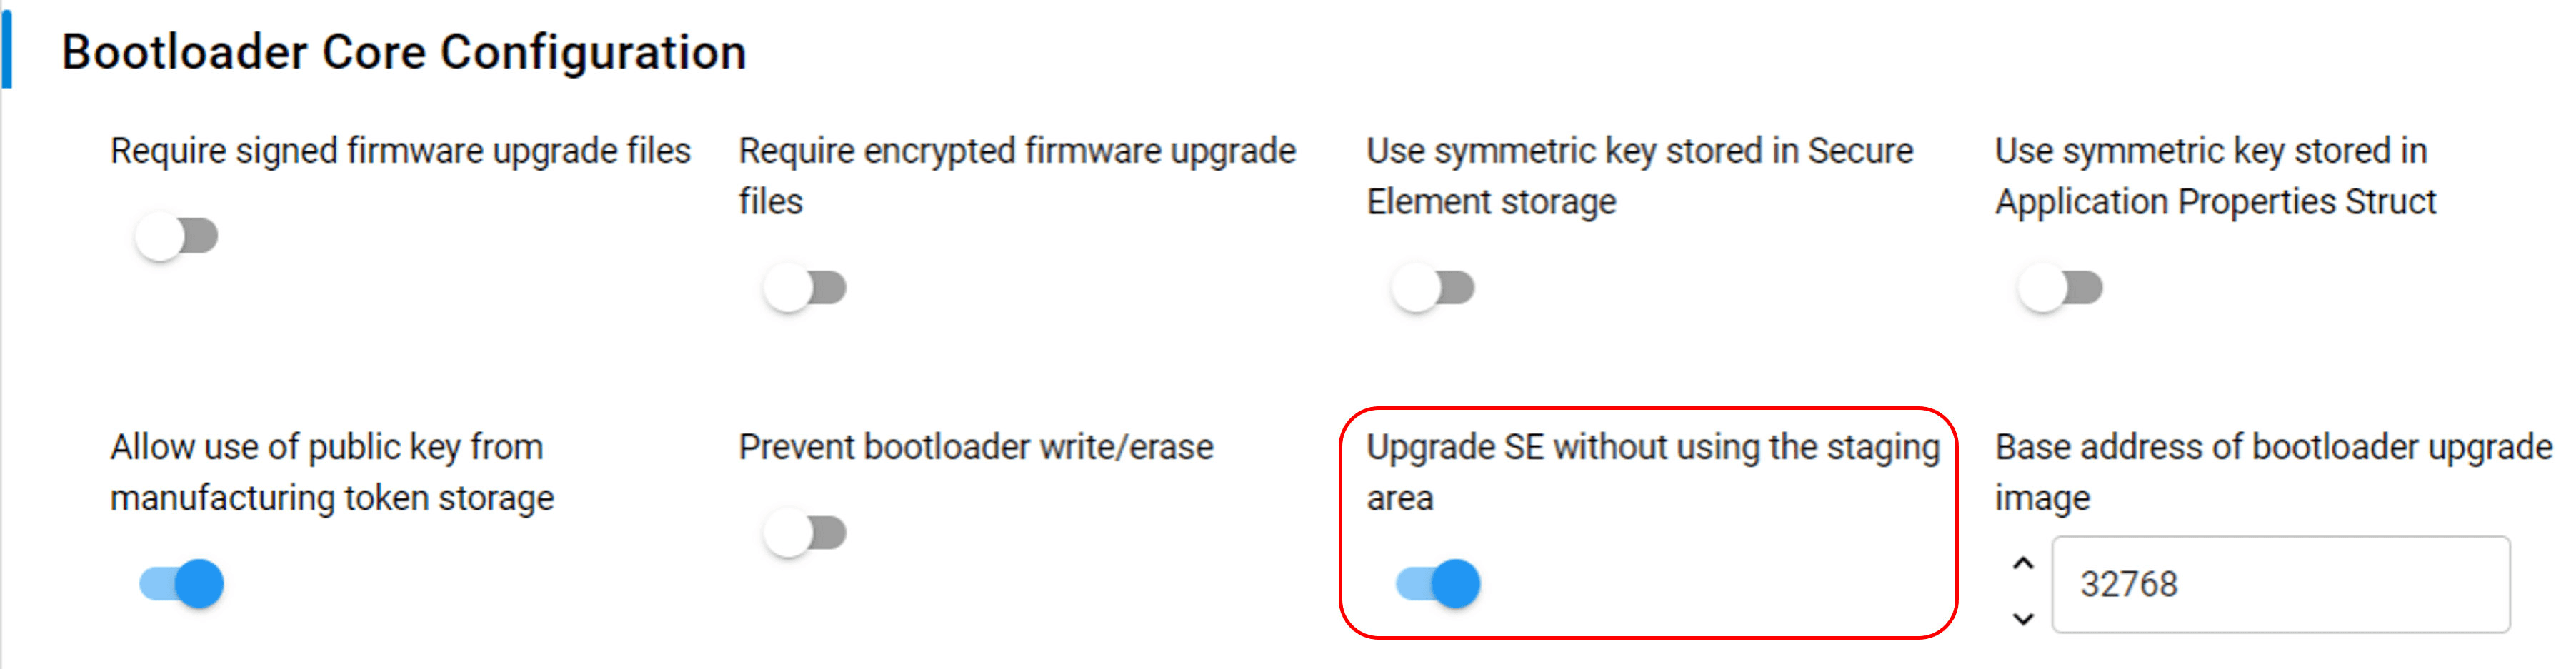 Bootloader Core Configuration
Require signed firmware upgrade files
Require encrypted firmware upgrade
files
Use symmetric key stored in Secure
Element storage
Use symmetric key stored in
Application Properties Struct
Allow use of public key from
manufacturing token storage
Prevent bootloader write/erase
Upgrade SE without using the staging
area
Base address of bootloader upgrade
image
32768